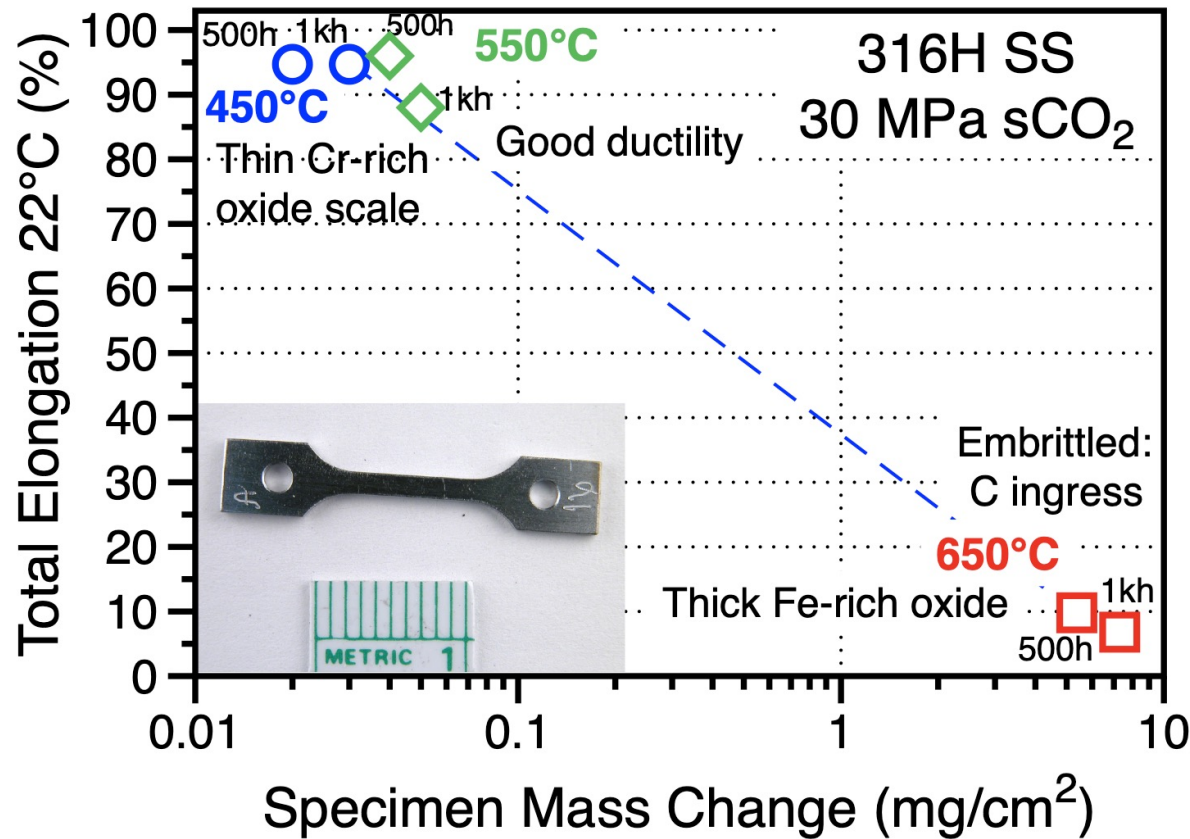 Total Elongation 22°C (%)
100
90
80
70
60
50
40
30
20
10
0
500h 1kh 500h
550°C
450°C
1kh
Thin Cr-rich
oxide scale
Good ductility
316H SS
30 MPa sCO₂
Embrittled:
C ingress
650°C
Thick Fe-rich oxide
1kh
500h
A
METRIC 1
0.01 0.1 1 10
Specimen Mass Change (mg/cm²)